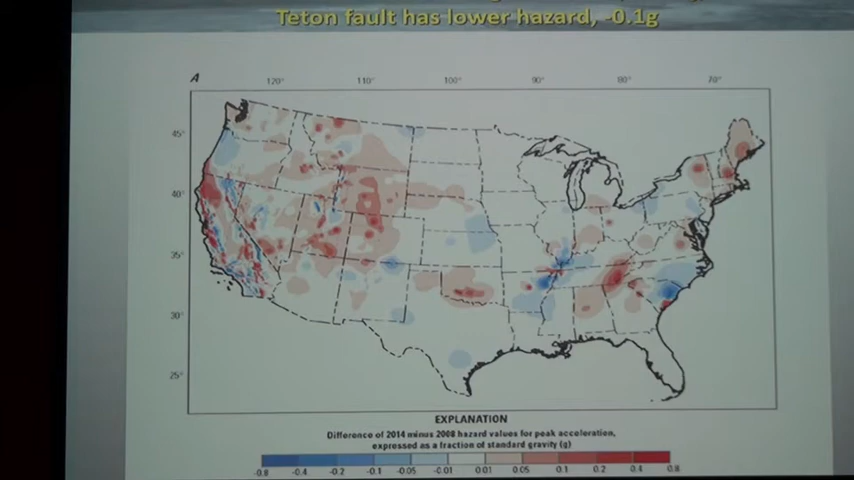 Teton fault has lower hazard, -0.1g
A
120° 110° 100° 90° 80° 70°
45°
40°
35°
30°
25°
EXPLANATION
Difference of 2014 minus 2008 hazard values for peak acceleration,
expressed as a fraction of standard gravity (g)
-0.8 -0.4 -0.2 -0.1 -0.05 -0.01 0.01 0.05 0.1 0.2 0.4 0.8